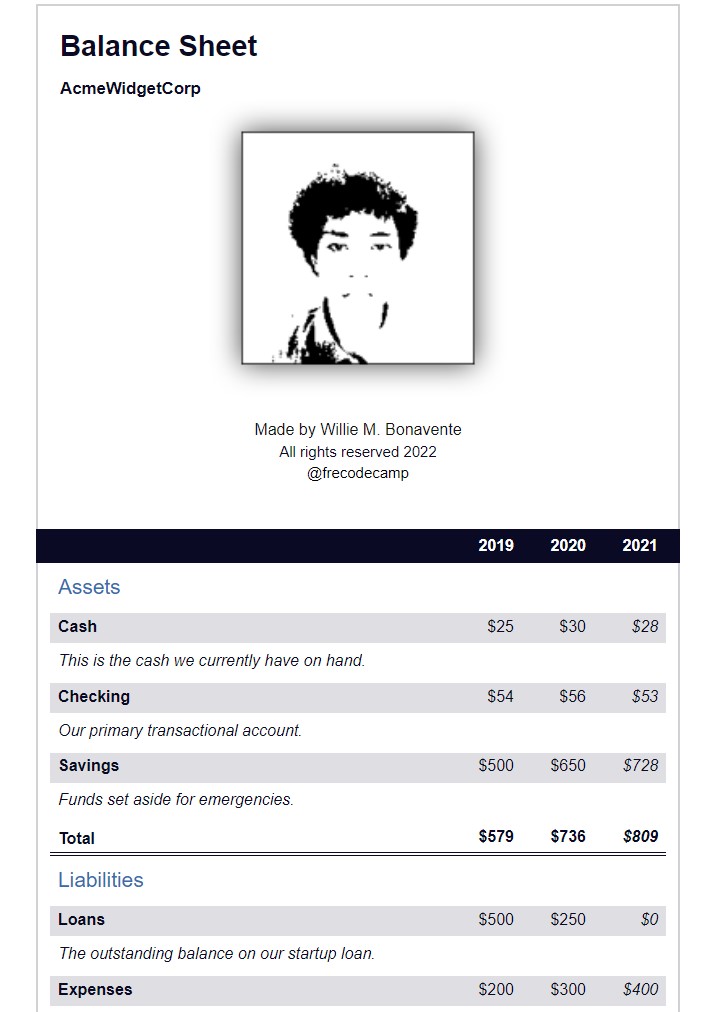 Balance Sheet
AcmeWidgetCorp
Made by Willie M. Bonavente
All rights reserved 2022
@frecodecamp
2019 2020 2021
Assets
Cash $25 $30 $28
This is the cash we currently have on hand.
Checking $54 $56 $53
Our primary transactional account.
Savings $500 $650 $728
Funds set aside for emergencies.
Total $579 $736 $809
Liabilities
Loans $500 $250 $0
The outstanding balance on our startup loan.
Expenses $200 $300 $400